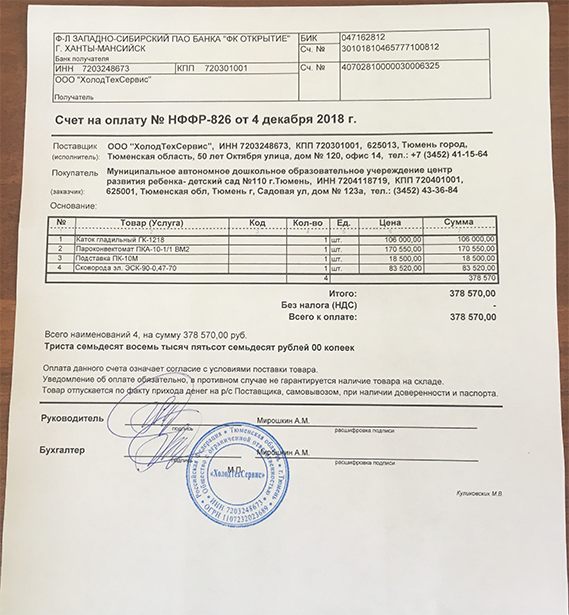 Ф-Л ЗАПАДНО-СИБИРСКИЙ ПАО БАНКА "ФК ОТКРЫТИЕ" БИК 047162812
Г. ХАНТЫ-МАНСИЙСК Сч. № 30101810465777100812
Банк получателя
ИНН 7203248673 КПП 720301001 Сч. № 40702810000030006325
ООО "ХолодТехСервис"
Получатель
Счет на оплату № НФФР-826 от 4 декабря 2018 г.
Поставщик ООО "ХолодТехСервис", ИНН 7203248673, КПП 720301001, 625013, Тюмень город,
(исполнитель): Тюменская область, 50 лет Октября улица, дом № 120, офис 14, тел.: +7 (3452) 41-15-64
Покупатель Муниципальное автономное дошкольное образовательное учереждение центр
(заказчик): развития ребенка- детский сад №110 г.Тюмень, ИНН 7204118719, КПП 720401001,
625001, Тюменская обл, Тюмень г, Садовая ул, дом № 123а, тел.: (3452) 43-36-84
Основание:
№ Товар (Услуга) Код Кол-во Ед. Цена Сумма
1 Каток гладильный ГК-1218 1 шт. 106 000,00 106 000,00
2 Пароконвектомат ПКА-10-1/1 ВМ2 1 шт. 170 550,00 170 550,00
3 Подставка ПК-10М 1 шт. 18 500,00 18 500,00
4 Сковорода эл. ЭСК-90-0,47-70 1 шт. 83 520,00 83 520,00
4 378 570
Итого: 378 570,00
Без налога (НДС) -
Всего к оплате: 378 570,00
Всего наименований 4, на сумму 378 570,00 руб.
Триста семьдесят восемь тысяч пятьсот семьдесят рублей 00 копеек
Оплата данного счета означает согласие с условиями поставки товара.
Уведомление об оплате обязательно, в противном случае не гарантируется наличие товара на складе.
Товар отпускается по факту прихода денег на р/с Поставщика, самовывозом, при наличии доверенности и паспорта.
Руководитель Мирошкин А.М.
подпись расшифровка подписи
Бухгалтер Мирошкин А.М.
подпись расшифровка подписи
М.П.
Российская Федерация * Тюменская область * г. Тюмень
Общество с ограниченной ответственностью
«ХолодТехСервис»
ИНН 7203248673
ОГРН 1107232023689
Куликовских М.В